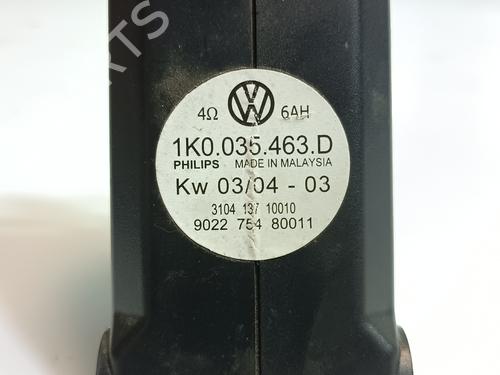 PARTS
4Ω 6AH
1K0.035.463.D
PHILIPS MADE IN MALAYSIA
Kw 03/04 - 03
3104 137 10010
9022 754 80011